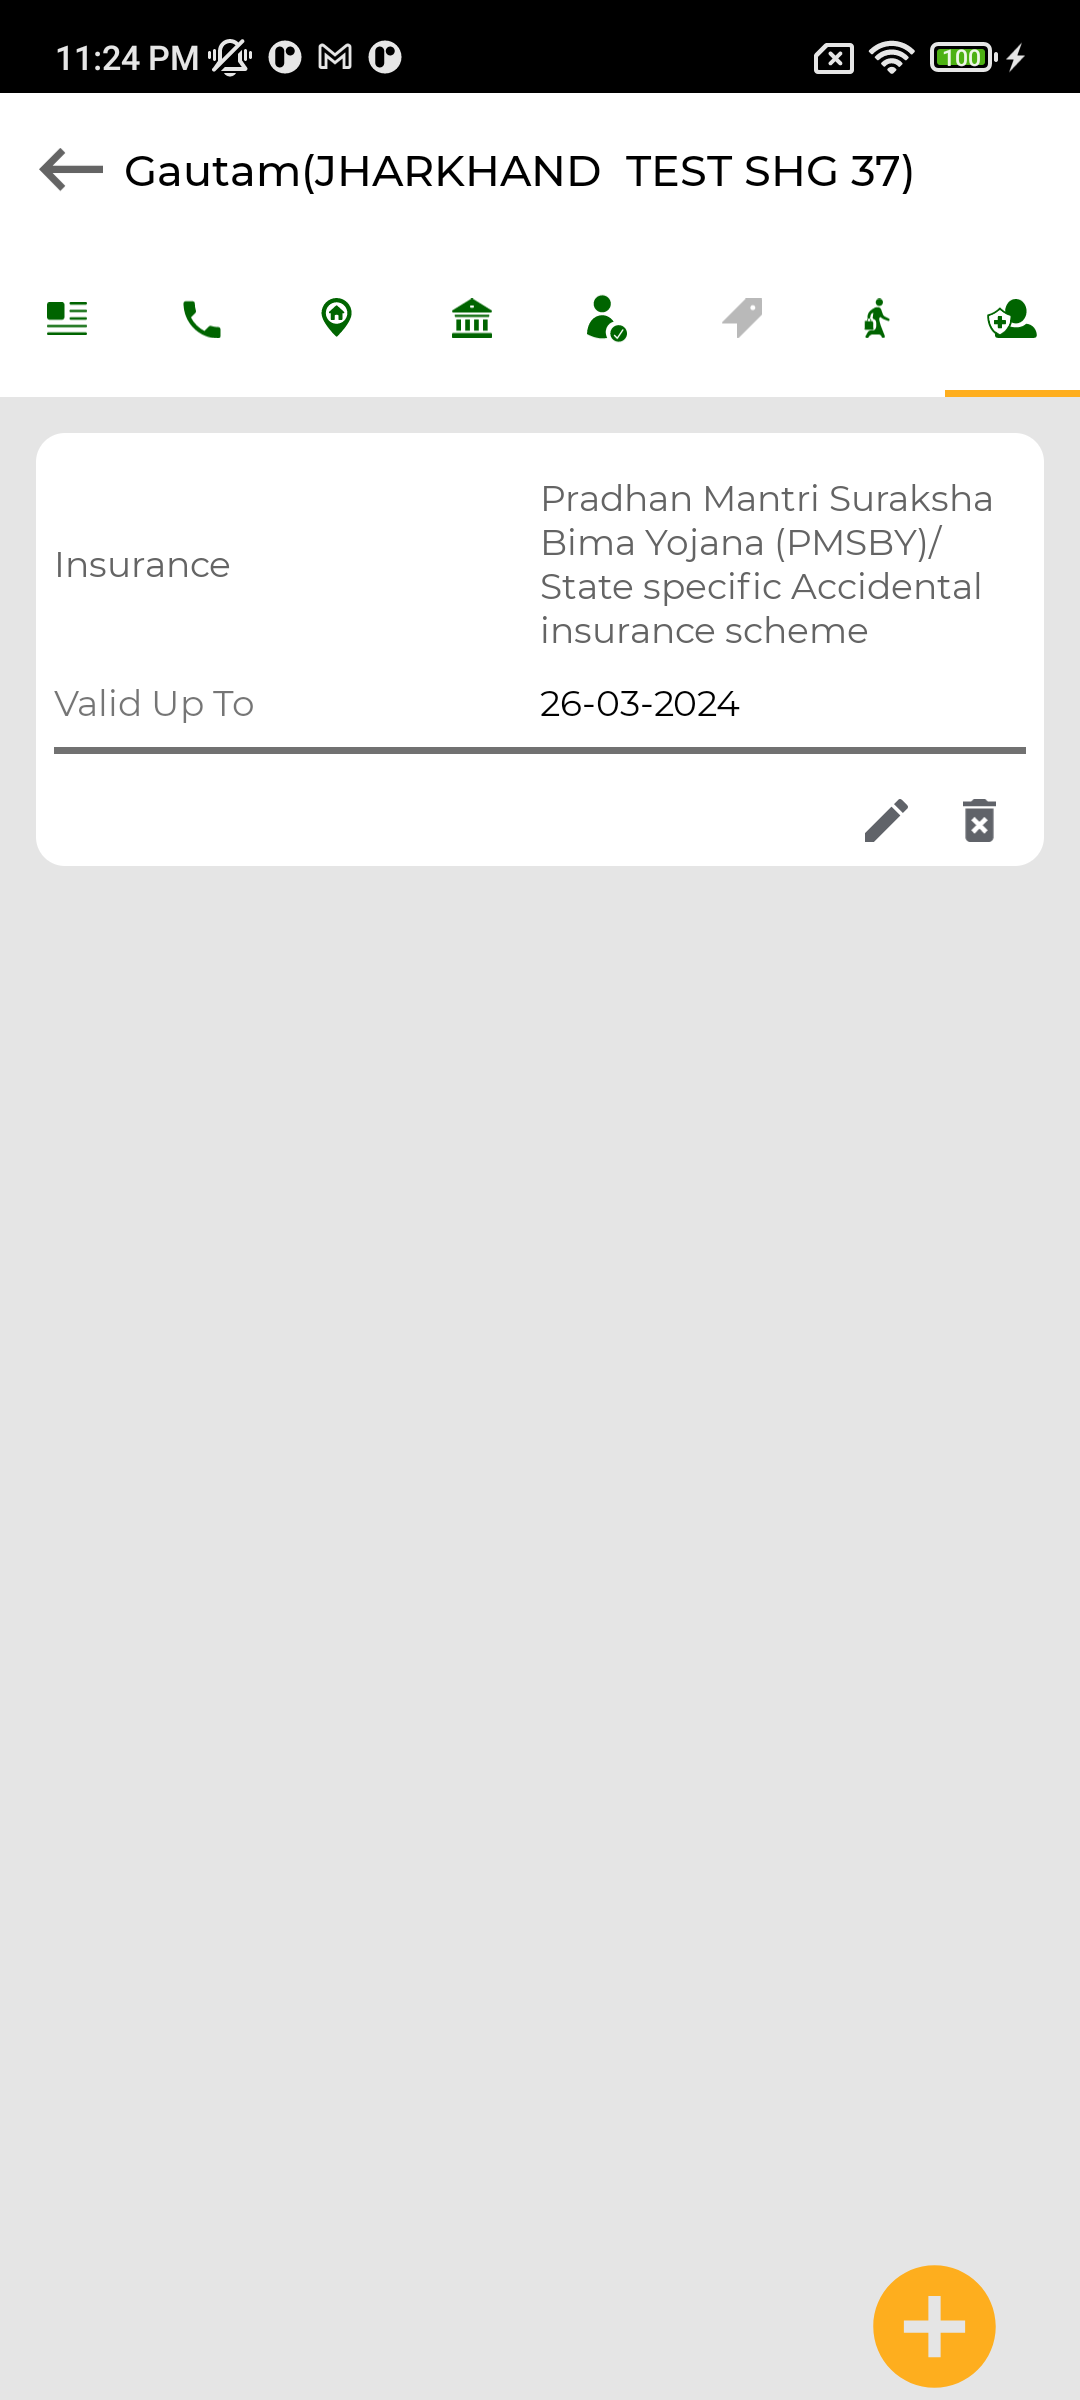 11:24 PM
100
Gautam(JHARKHAND  TEST SHG 37)
Insurance
Pradhan Mantri Suraksha
Bima Yojana (PMSBY)/
State specific Accidental
insurance scheme
Valid Up To
26-03-2024